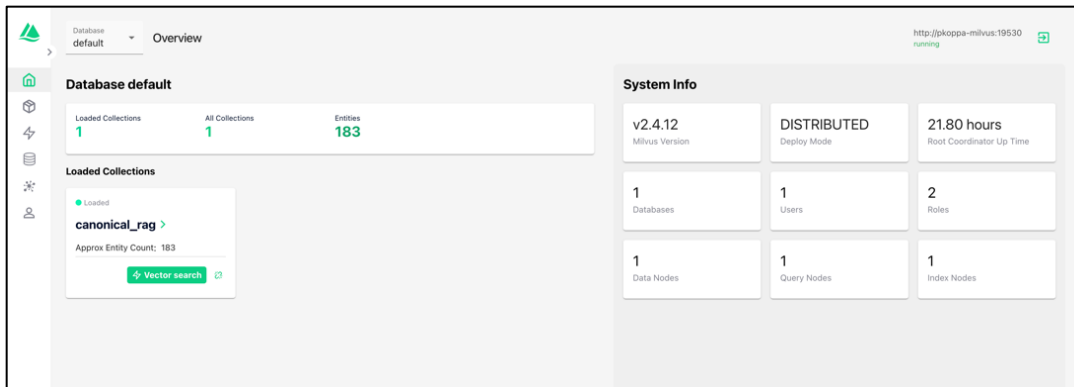 Database
default
Overview
http://pkoppa-milvus:19530
running
Database default
Loaded Collections
1
All Collections
1
Entities
183
Loaded Collections
Loaded
canonical_rag >
Approx Entity Count: 183
Vector search
System Info
v2.4.12
Milvus Version
DISTRIBUTED
Deploy Mode
21.80 hours
Root Coordinator Up Time
1
Databases
1
Users
2
Roles
1
Data Nodes
1
Query Nodes
1
Index Nodes